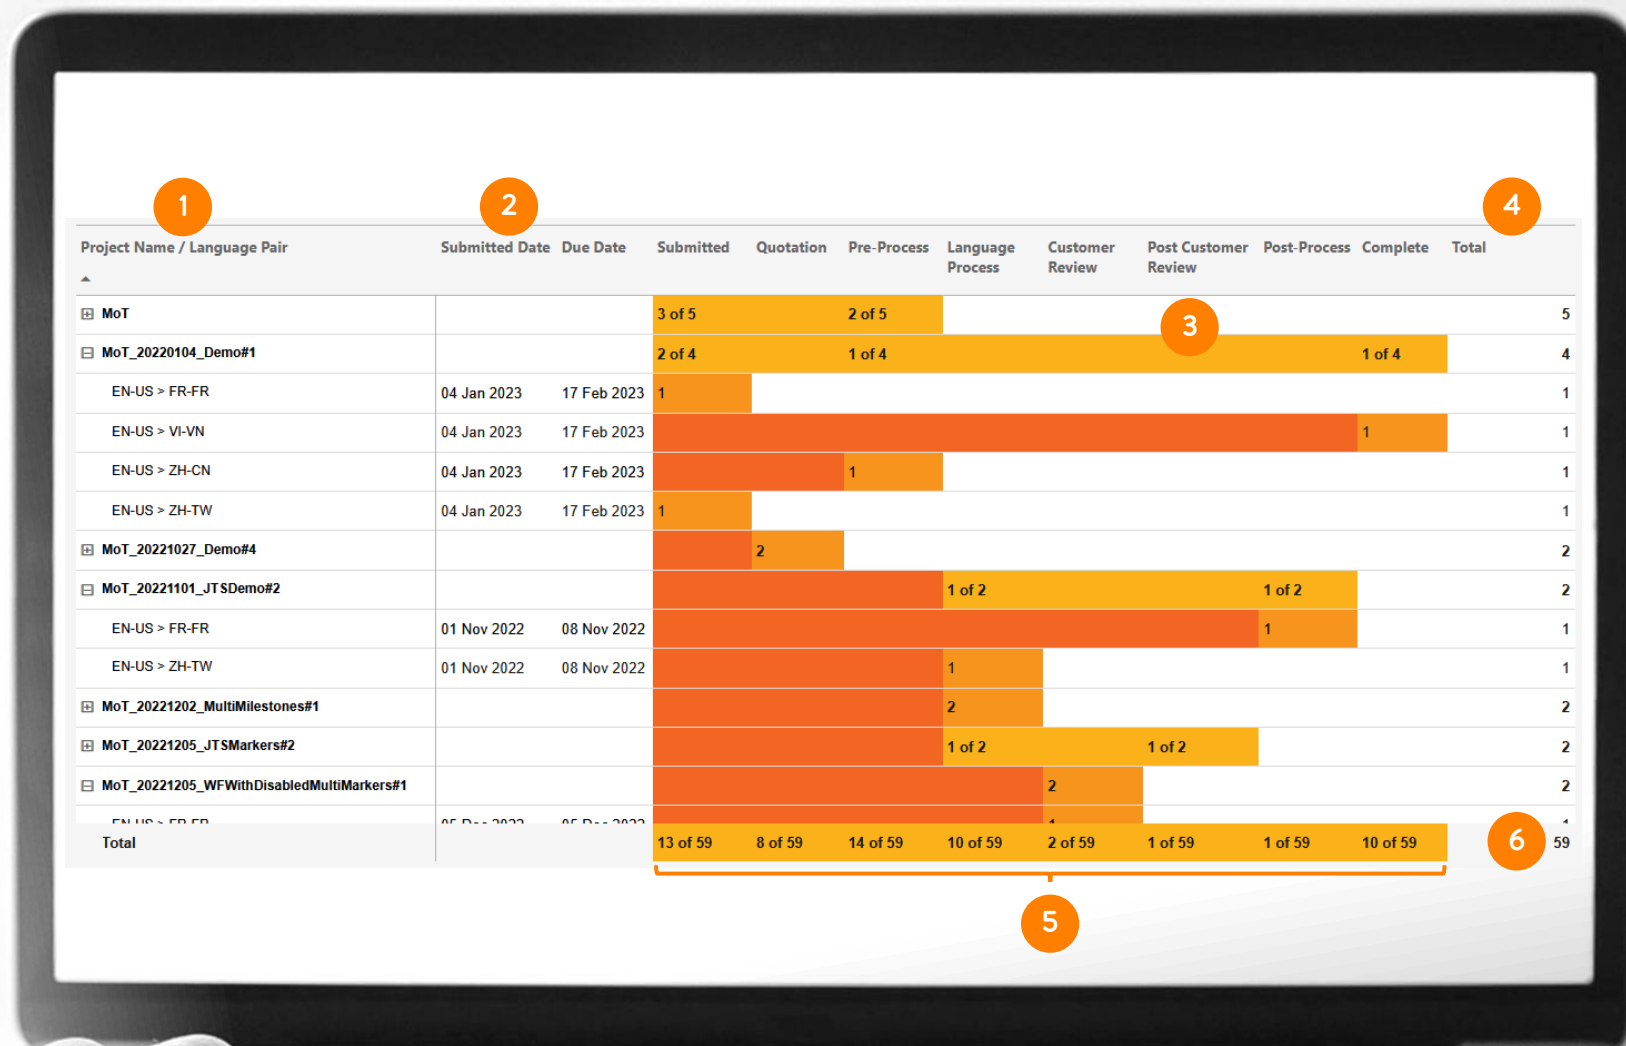 1 2 4
Project Name / Language Pair Submitted Date Due Date Submitted Quotation Pre-Process Language Process Customer Review Post Customer Review Post-Process Complete Total
3
MoT 3 of 5 2 of 5 5
MoT_20220104_Demo#1 2 of 4 1 of 4 1 of 4 4
EN-US > FR-FR 04 Jan 2023 17 Feb 2023 1 1
EN-US > VI-VN 04 Jan 2023 17 Feb 2023 1 1
EN-US > ZH-CN 04 Jan 2023 17 Feb 2023 1 1
EN-US > ZH-TW 04 Jan 2023 17 Feb 2023 1 1
MoT_20221027_Demo#4 2 2
MoT_20221101_JTSDemo#2 1 of 2 1 of 2 2
EN-US > FR-FR 01 Nov 2022 08 Nov 2022 1 1
EN-US > ZH-TW 01 Nov 2022 08 Nov 2022 1 1
MoT_20221202_MultiMilestones#1 2 2
MoT_20221205_JTSMarkers#2 1 of 2 1 of 2 2
MoT_20221205_WFWithDisabledMultiMarkers#1 2 2
Total 13 of 59 8 of 59 14 of 59 10 of 59 2 of 59 1 of 59 1 of 59 10 of 59 6 59
5